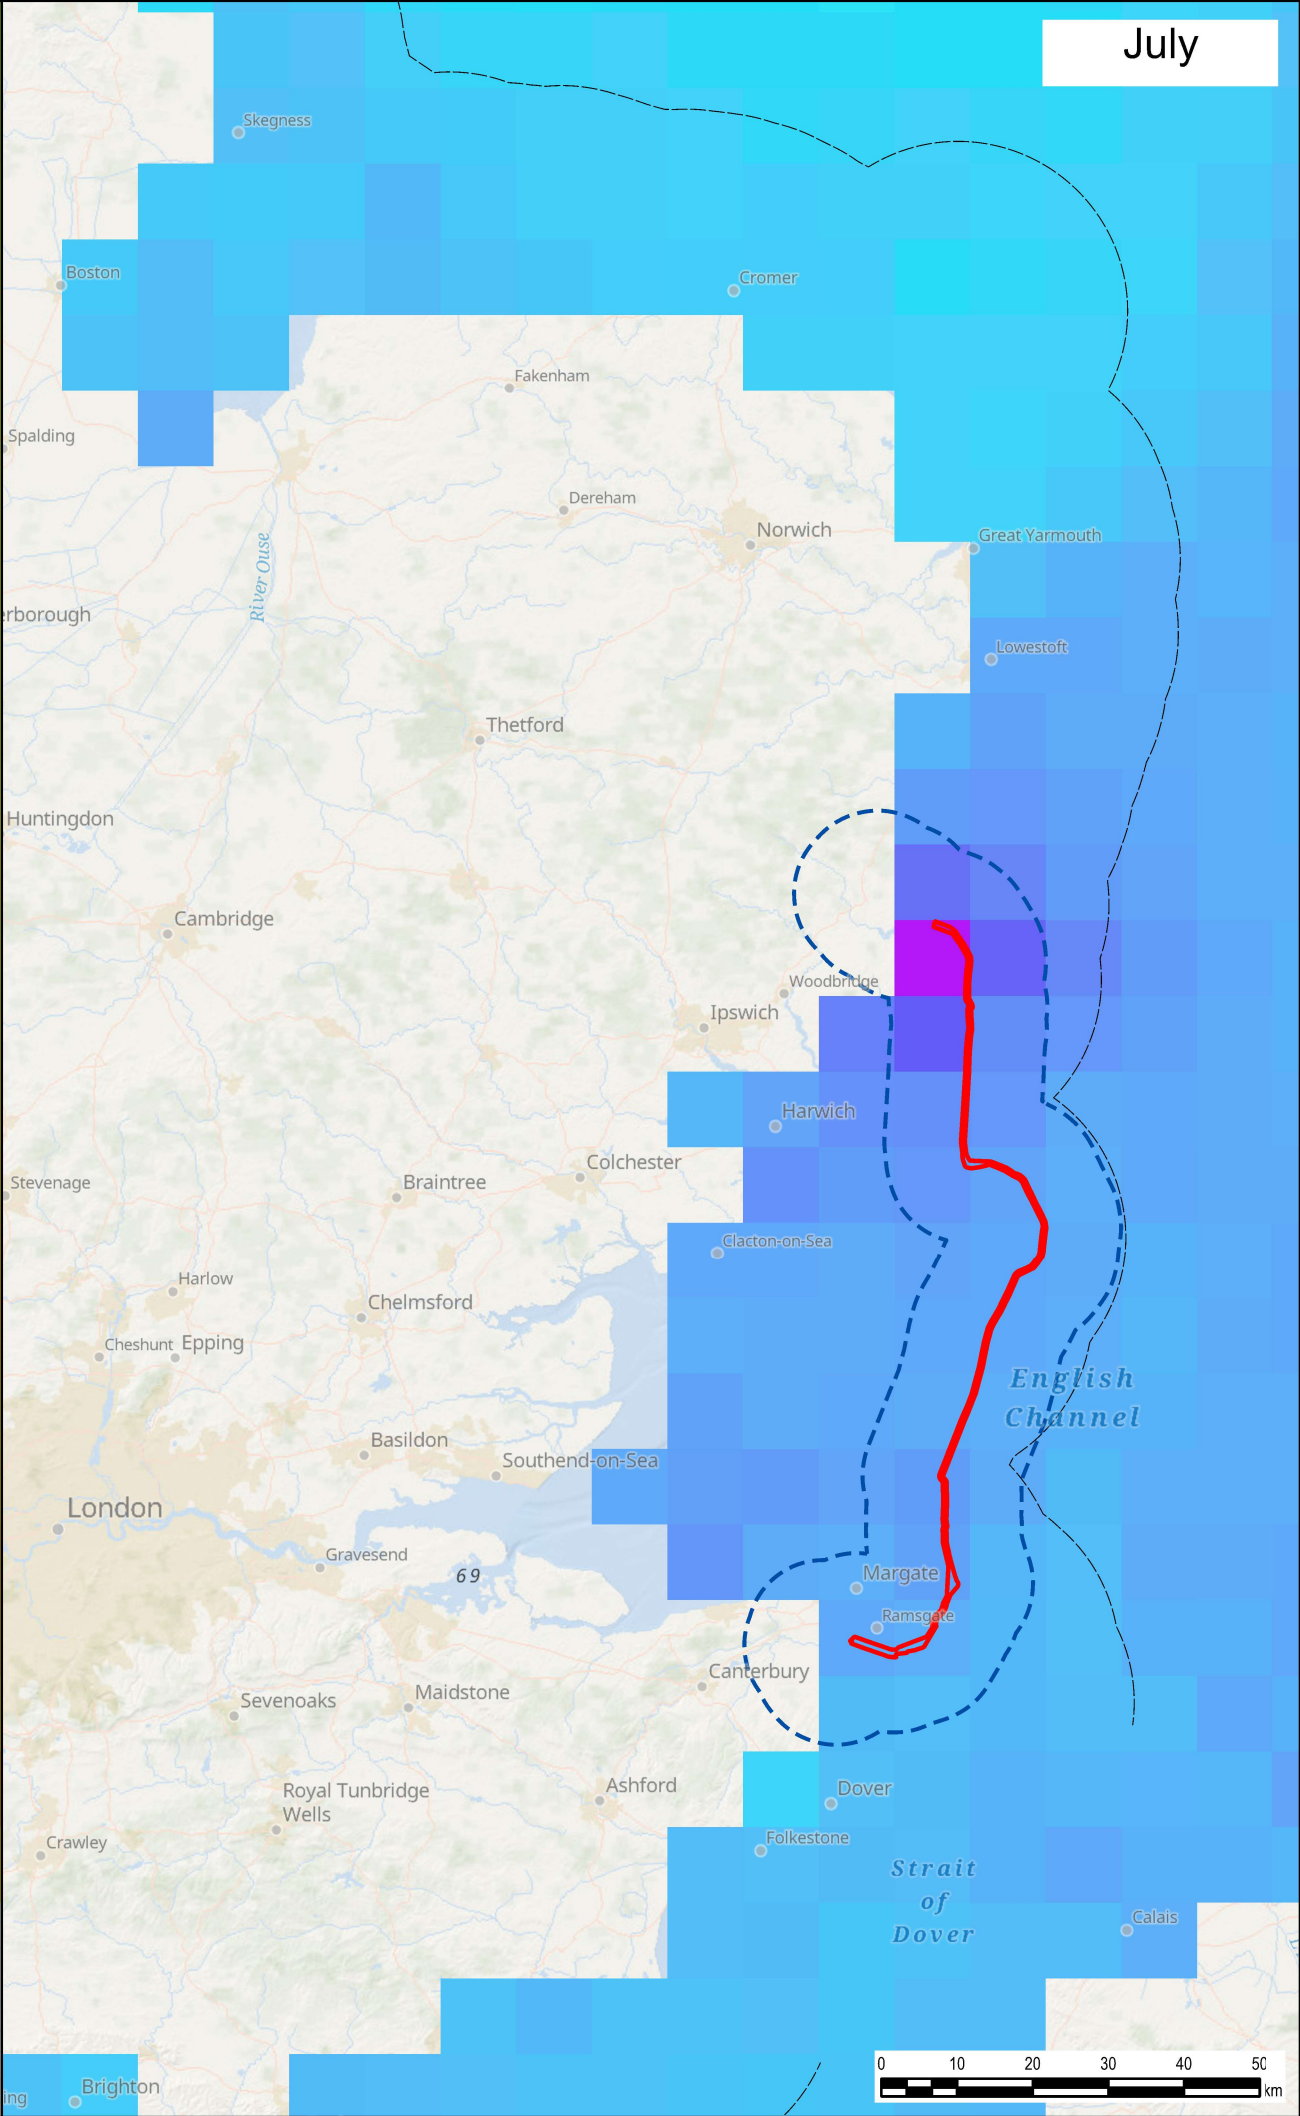 July
Skegness
Boston
Cromer
Fakenham
Spalding
Dereham
Norwich
Great Yarmouth
River Ouse
erborough
Lowestoft
Thetford
Huntingdon
Cambridge
Woodbridge
Ipswich
Harwich
Colchester
Braintree
Stevenage
Clacton-on-Sea
Harlow
Chelmsford
Cheshunt
Epping
English
Channel
Basildon
Southend-on-Sea
London
Gravesend
69
Margate
Ramsgate
Canterbury
Sevenoaks
Maidstone
Ashford
Dover
Royal Tunbridge
Wells
Crawley
Folkestone
Strait
of
Dover
Calais
Brighton
ing
0 10 20 30 40 50
km